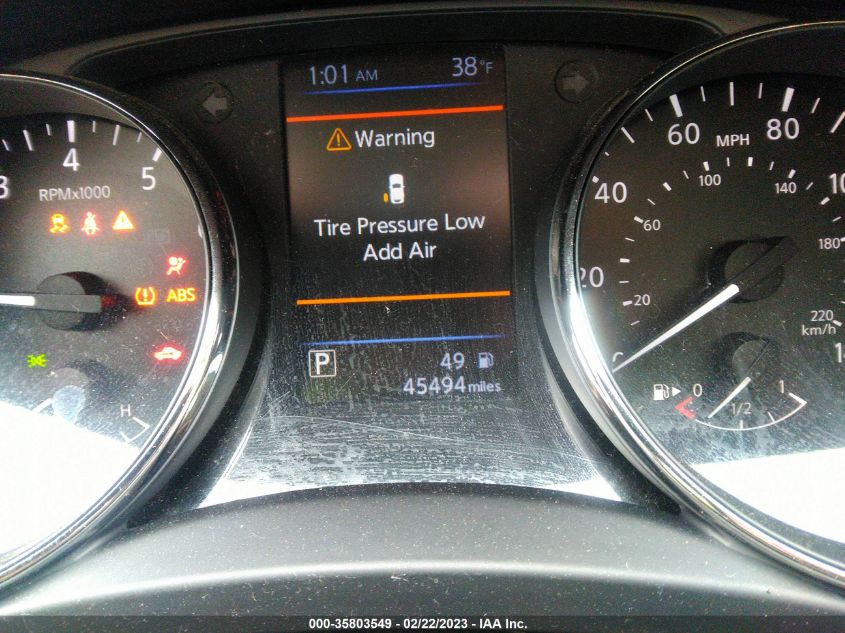 1:01 AM 38°F
Warning
Tire Pressure Low
Add Air
P
49
45494 miles
3 4 5
RPMx1000
ABS
H
20 40 60 80
MPH
20 60 100 140 180 220
km/h
0 1/2 1
000-35803549 - 02/22/2023 - IAA Inc.